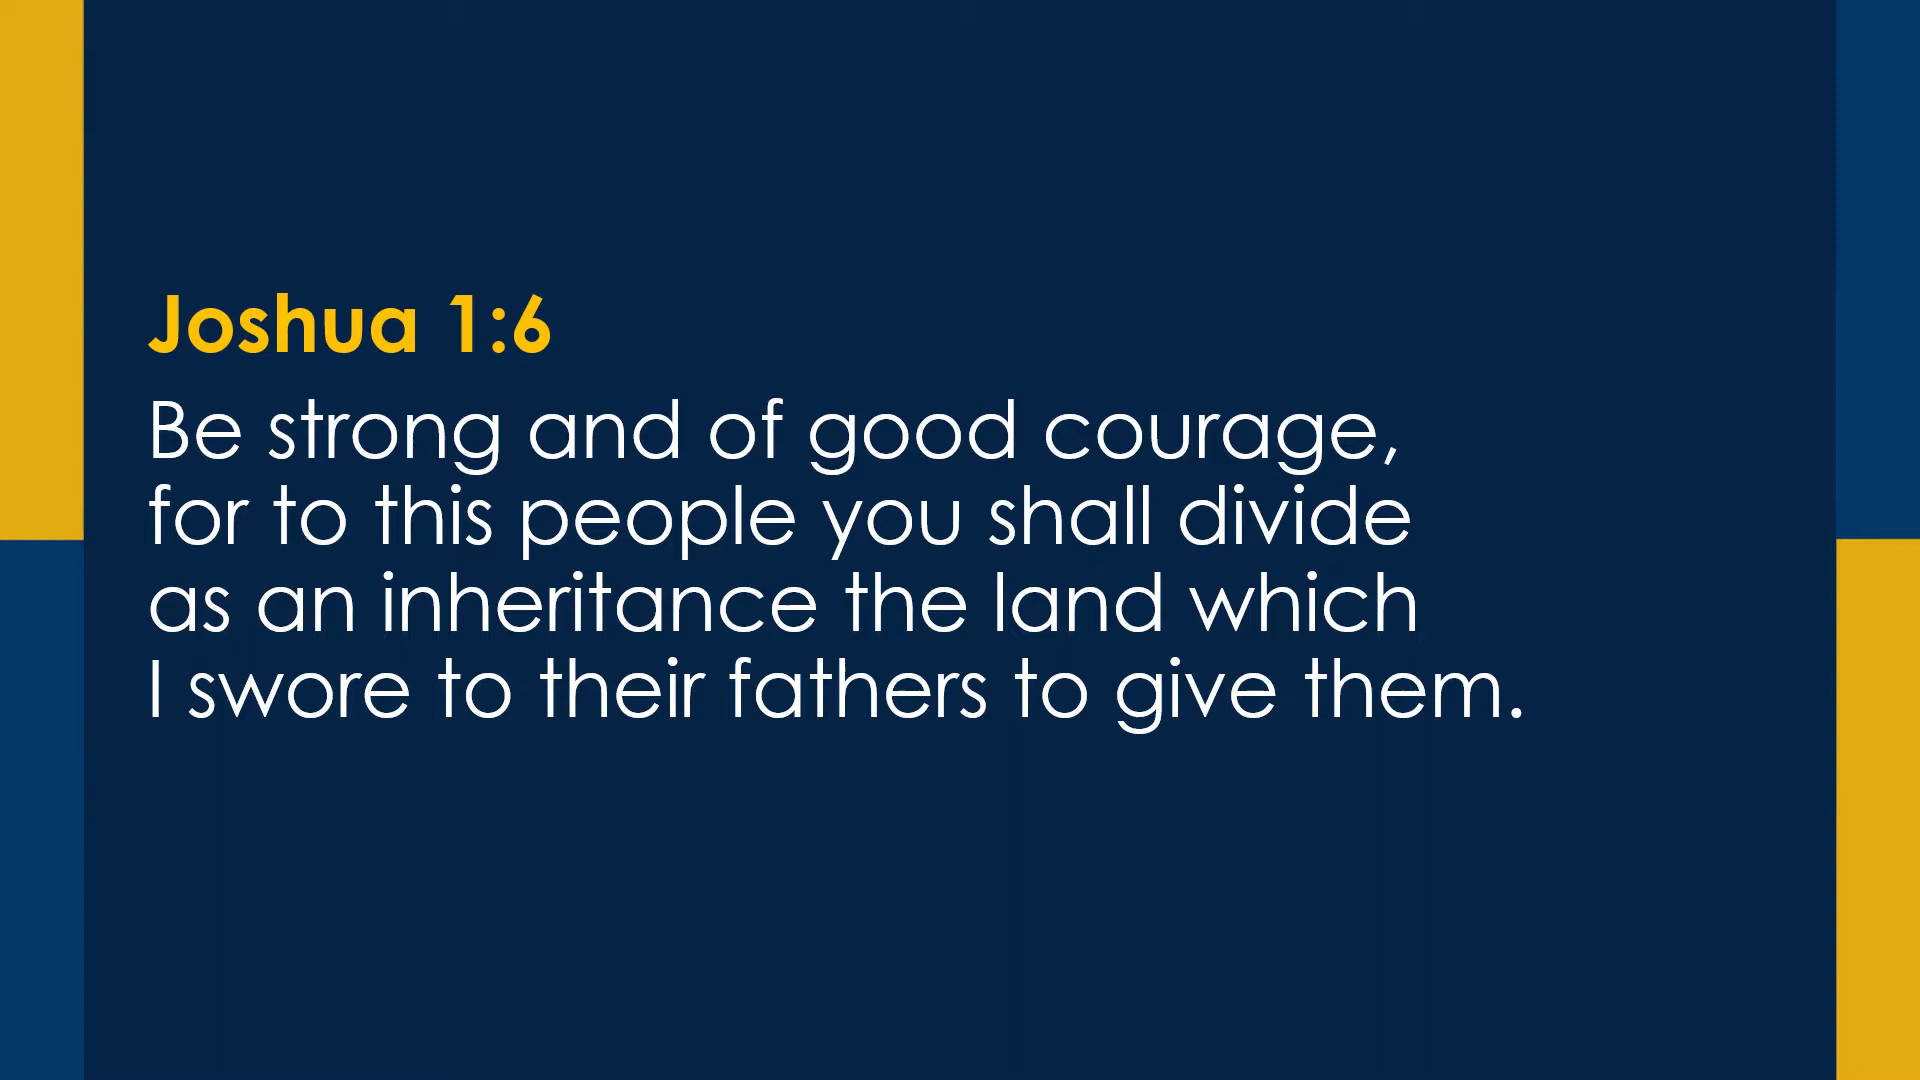 Joshua 1:6
Be strong and of good courage,
for to this people you shall divide
as an inheritance the land which
I swore to their fathers to give them.